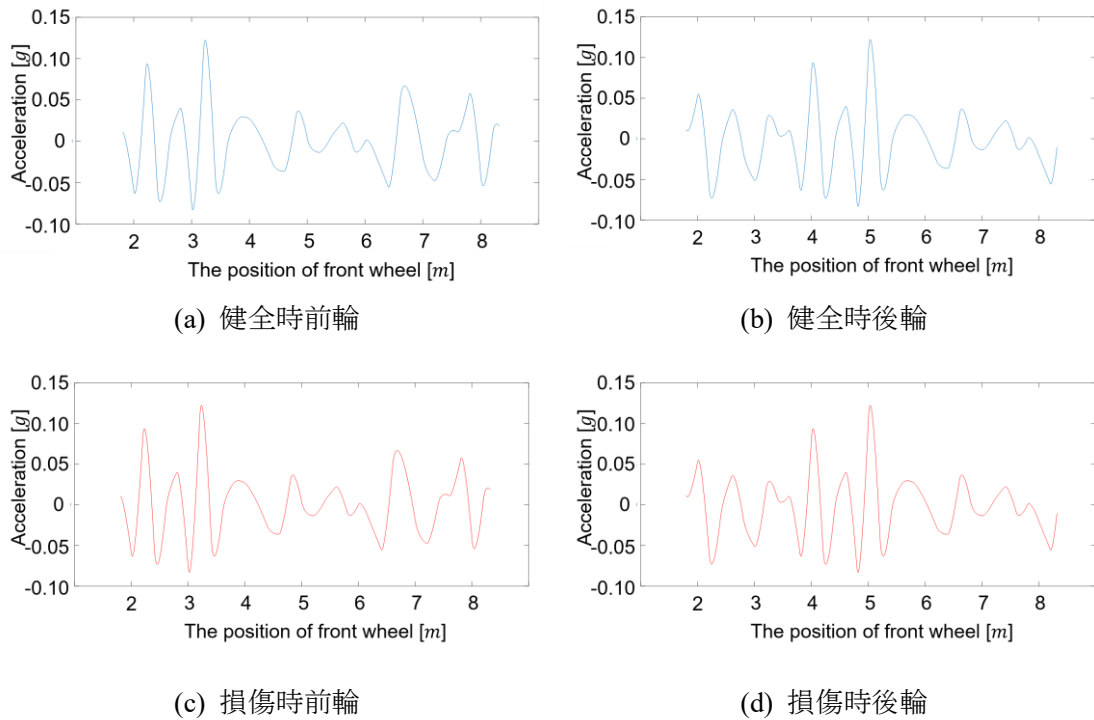 0.15
0.10
0.05
0
-0.05
-0.10
Acceleration [g]
2 3 4 5 6 7 8
The position of front wheel [m]
(a) 健全時前輪
0.15
0.10
0.05
0
-0.05
-0.10
Acceleration [g]
2 3 4 5 6 7 8
The position of front wheel [m]
(b) 健全時後輪
0.15
0.10
0.05
0
-0.05
-0.10
Acceleration [g]
2 3 4 5 6 7 8
The position of front wheel [m]
(c) 損傷時前輪
0.15
0.10
0.05
0
-0.05
-0.10
Acceleration [g]
2 3 4 5 6 7 8
The position of front wheel [m]
(d) 損傷時後輪